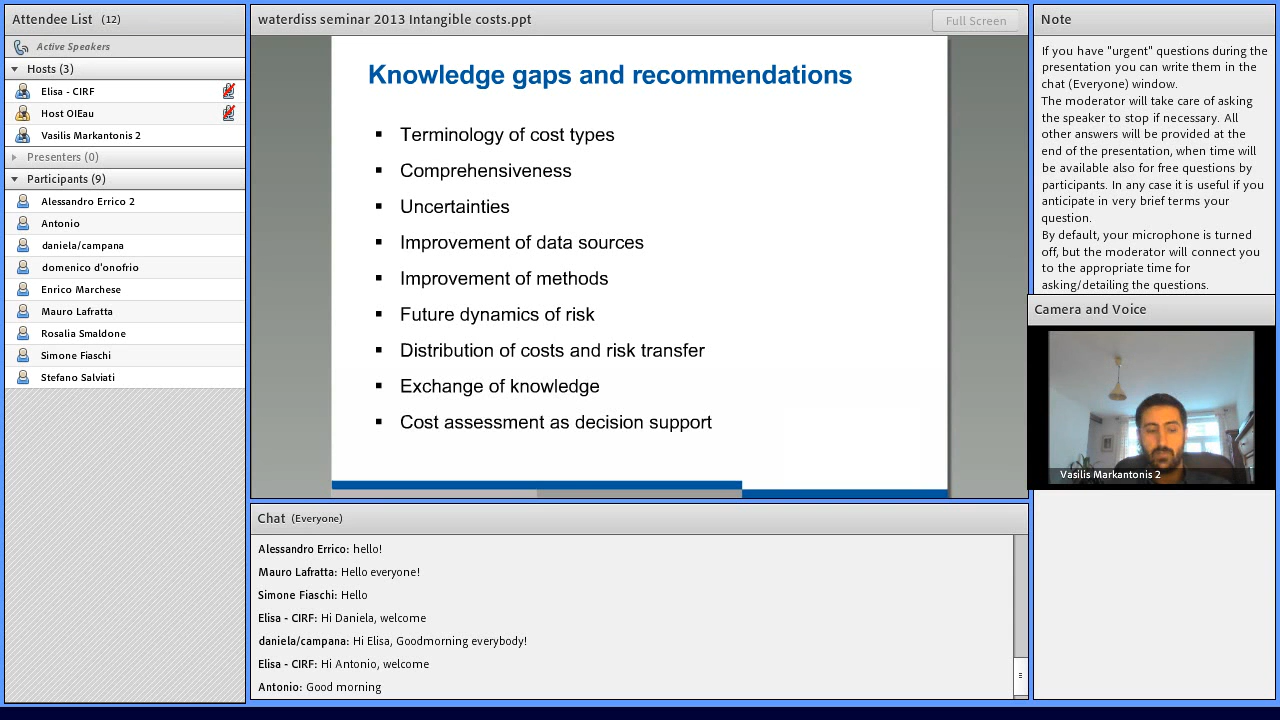 Attendee List (12)
Active Speakers
Hosts (3)
Elisa - CIRF
Host OIEau
Vasilis Markantonis 2
Presenters (0)
Participants (9)
Alessandro Errico 2
Antonio
daniela/campana
domenico d'onofrio
Enrico Marchese
Mauro Lafratta
Rosalia Smaldone
Simone Fiaschi
Stefano Salviati
waterdiss seminar 2013 Intangible costs.ppt
Full Screen
Knowledge gaps and recommendations
▪ Terminology of cost types
▪ Comprehensiveness
▪ Uncertainties
▪ Improvement of data sources
▪ Improvement of methods
▪ Future dynamics of risk
▪ Distribution of costs and risk transfer
▪ Exchange of knowledge
▪ Cost assessment as decision support
Chat (Everyone)
Alessandro Errico: hello!
Mauro Lafratta: Hello everyone!
Simone Fiaschi: Hello
Elisa - CIRF: Hi Daniela, welcome
daniela/campana: Hi Elisa, Goodmorning everybody!
Elisa - CIRF: Hi Antonio, welcome
Antonio: Good morning
Note
If you have "urgent" questions during the
presentation you can write them in the
chat (Everyone) window.
The moderator will take care of asking
the speaker to stop if necessary. All
other answers will be provided at the
end of the presentation, when time will
be available also for free questions by
participants. In any case it is useful if you
anticipate in very brief terms your
question.
By default, your microphone is turned
off, but the moderator will connect you
to the appropriate time for
asking/detailing the questions.
Camera and Voice
Vasilis Markantonis 2